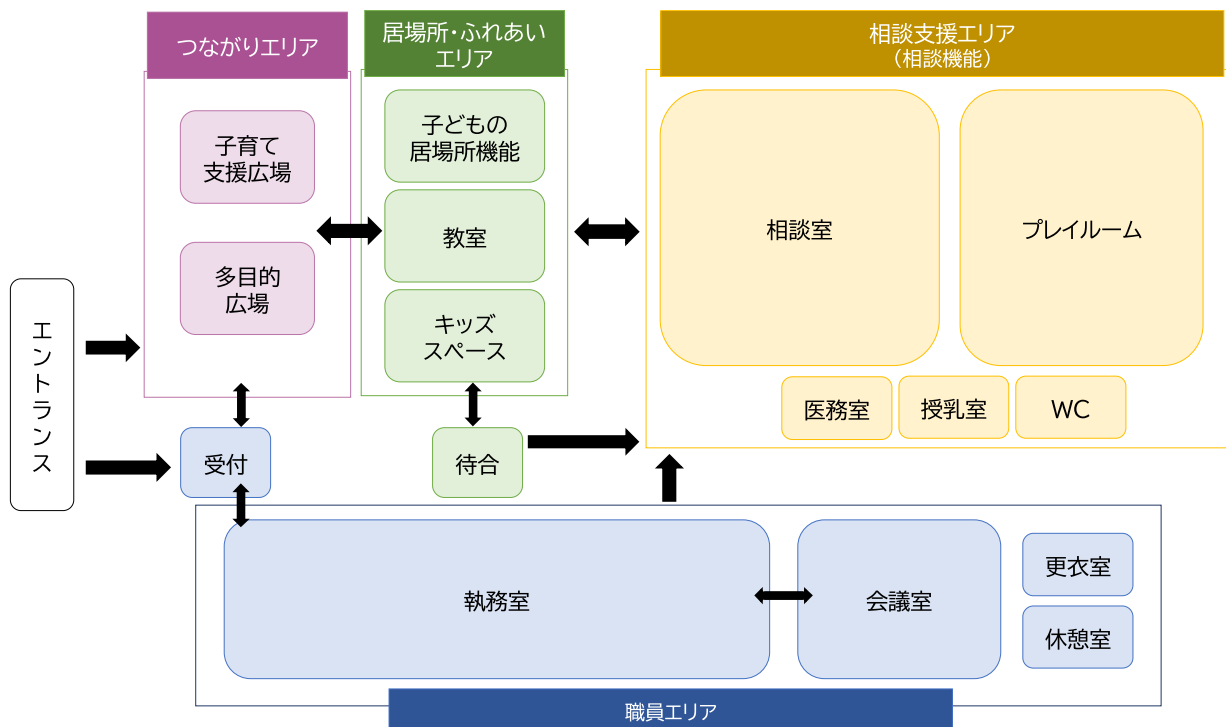 つながりエリア
居場所・ふれあい
エリア
相談支援エリア
（相談機能）
子育て
支援広場
多目的
広場
子どもの
居場所機能
教室
キッズ
スペース
相談室
プレイルーム
医務室
授乳室
WC
エントランス
受付
待合
執務室
会議室
更衣室
休憩室
職員エリア